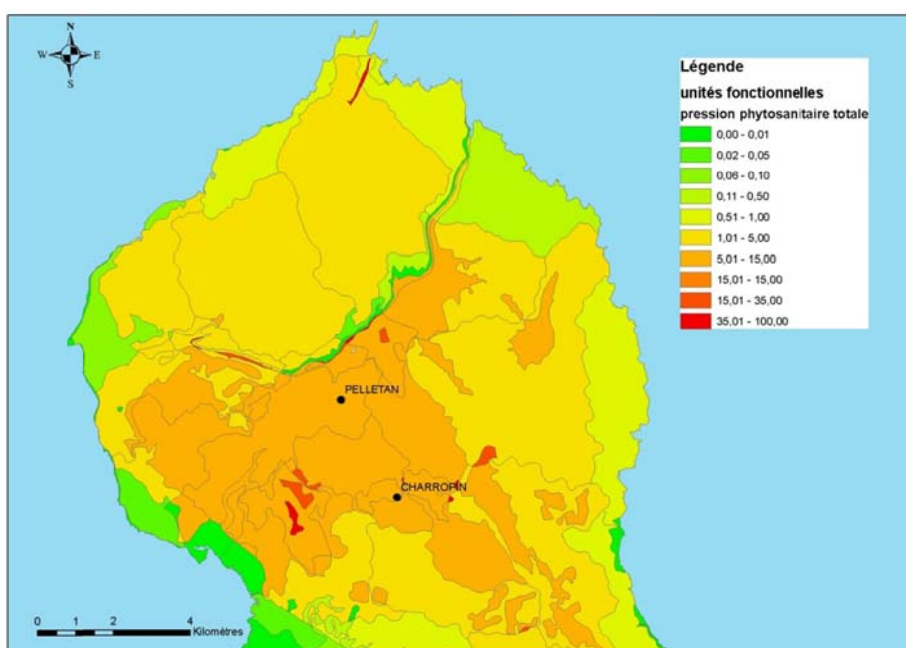 N
W E
S
Légende
unités fonctionnelles
pression phytosanitaire totale
0,00 - 0,01
0,02 - 0,05
0,06 - 0,10
0,11 - 0,50
0,51 - 1,00
1,01 - 5,00
5,01 - 15,00
15,01 - 15,00
15,01 - 35,00
35,01 - 100,00
PELLETAN
CHARROPIN
0 1 2 4
Kilomètres